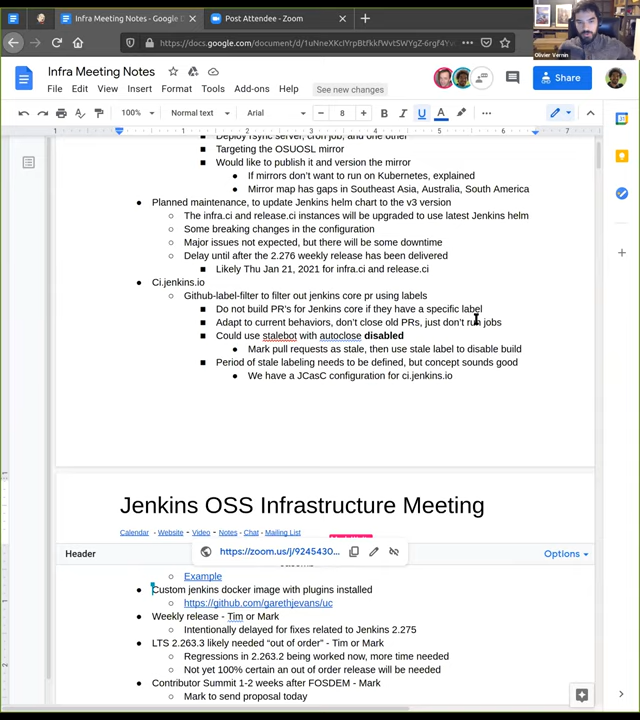 Infra Meeting Notes - Google D
Post Attendee - Zoom
https://docs.google.com/document/d/1uNneXKclYrpBtfkkfWvtSWYgZ-6rgf4Yv
Olivier Vernin
Infra Meeting Notes
File Edit View Insert Format Tools Add-ons Help
See new changes
Share
100% Normal text Arial 8
1 1 2 3 4 5 6 7
Deploy rsync server, cron job, and one other
Targeting the OSUOSL mirror
Would like to publish it and version the mirror
If mirrors don't want to run on Kubernetes, explained
Mirror map has gaps in Southeast Asia, Australia, South America
Planned maintenance, to update Jenkins helm chart to the v3 version
The infra.ci and release.ci instances will be upgraded to use latest Jenkins helm
Some breaking changes in the configuration
Major issues not expected, but there will be some downtime
Delay until after the 2.276 weekly release has been delivered
Likely Thu Jan 21, 2021 for infra.ci and release.ci
Ci.jenkins.io
Github-label-filter to filter out jenkins core pr using labels
Do not build PR's for Jenkins core if they have a specific label
Adapt to current behaviors, don't close old PRs, just don't run jobs
Could use stalebot with autoclose disabled
Mark pull requests as stale, then use stale label to disable build
Period of stale labeling needs to be defined, but concept sounds good
We have a JCasC configuration for ci.jenkins.io
Jenkins OSS Infrastructure Meeting
Calendar - Website - Video - Notes - Chat - Mailing List
Header
https://zoom.us/j/9245430...
Options
Example
Custom jenkins docker image with plugins installed
https://github.com/garethjevans/uc
Weekly release - Tim or Mark
Intentionally delayed for fixes related to Jenkins 2.275
LTS 2.263.3 likely needed "out of order" - Tim or Mark
Regressions in 2.263.2 being worked now, more time needed
Not yet 100% certain an out of order release will be needed
Contributor Summit 1-2 weeks after FOSDEM - Mark
Mark to send proposal today